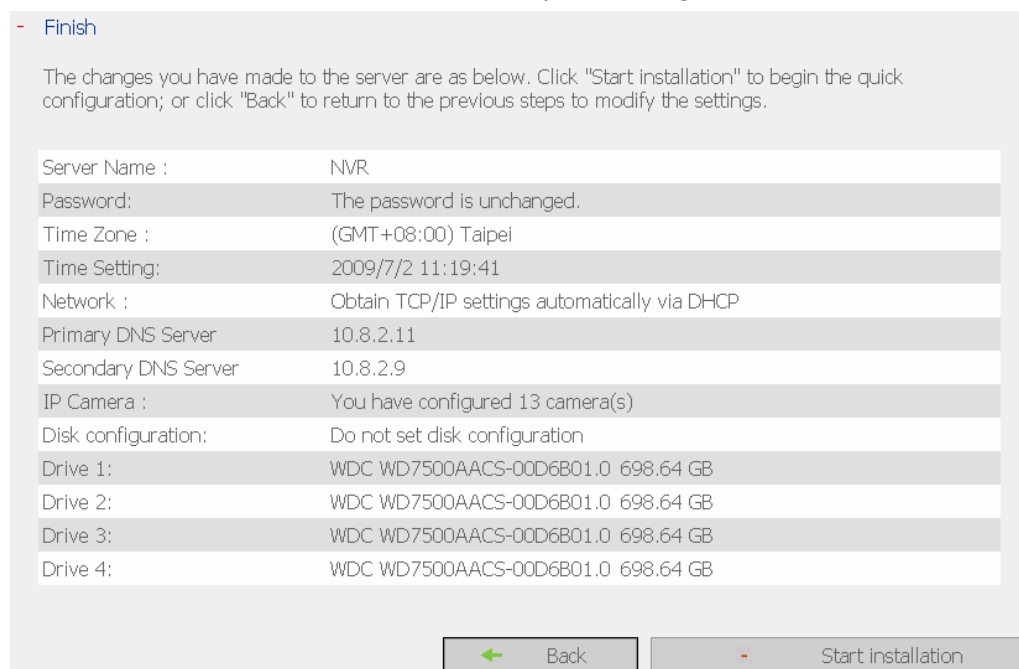 - Finish
The changes you have made to the server are as below. Click "Start installation" to begin the quick
configuration; or click "Back" to return to the previous steps to modify the settings.
Server Name : NVR
Password: The password is unchanged.
Time Zone : (GMT+08:00) Taipei
Time Setting: 2009/7/2 11:19:41
Network : Obtain TCP/IP settings automatically via DHCP
Primary DNS Server 10.8.2.11
Secondary DNS Server 10.8.2.9
IP Camera : You have configured 13 camera(s)
Disk configuration: Do not set disk configuration
Drive 1: WDC WD7500AACS-00D6B01.0 698.64 GB
Drive 2: WDC WD7500AACS-00D6B01.0 698.64 GB
Drive 3: WDC WD7500AACS-00D6B01.0 698.64 GB
Drive 4: WDC WD7500AACS-00D6B01.0 698.64 GB
Back - Start installation